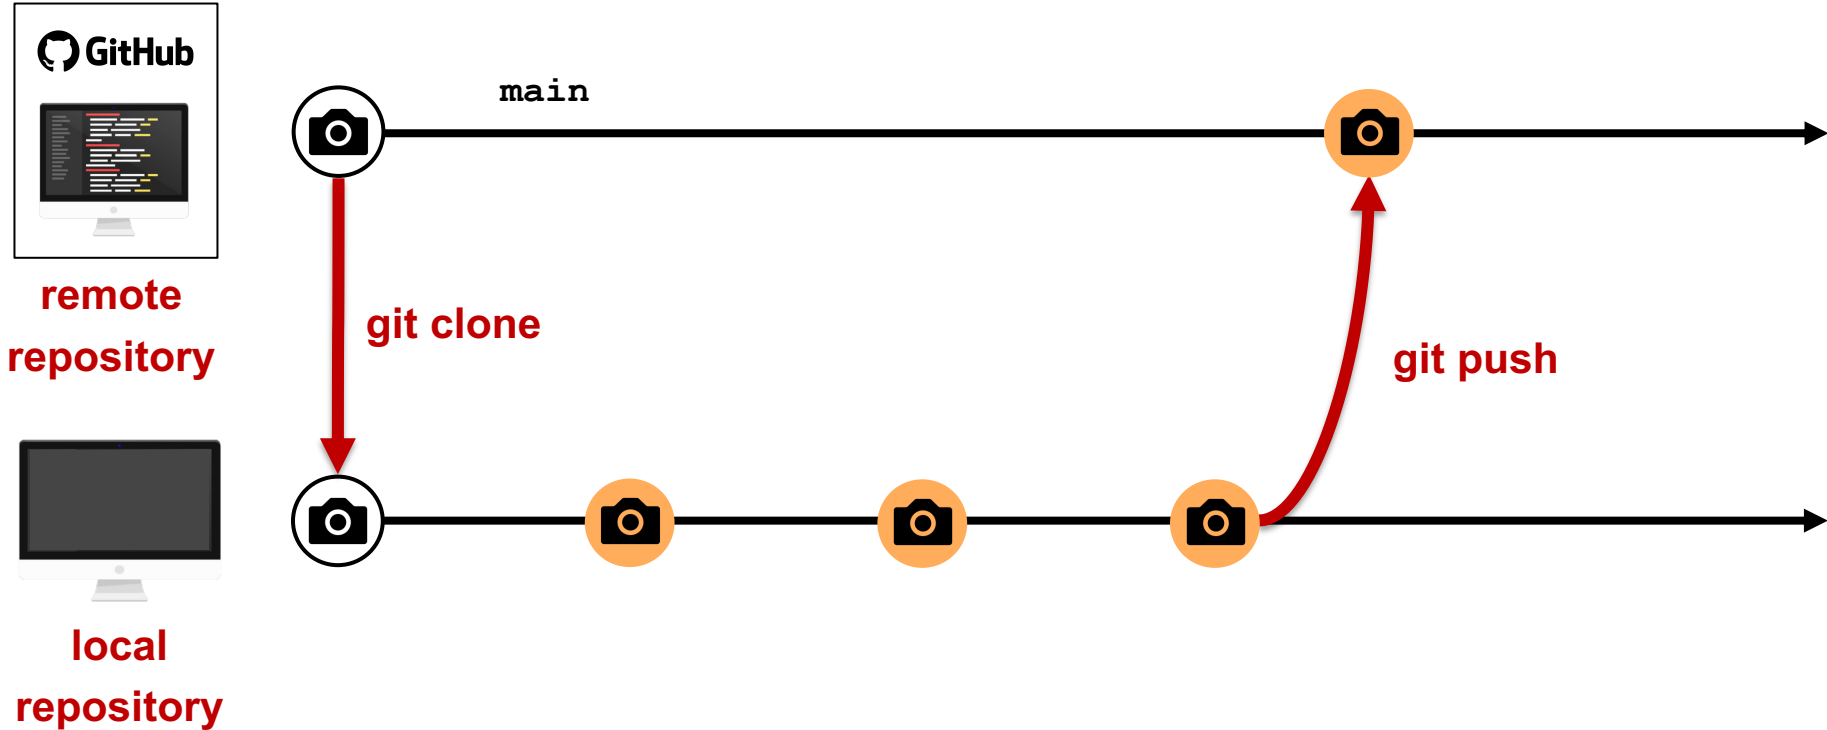 GitHub
main
remote
repository
git clone
git push
local
repository